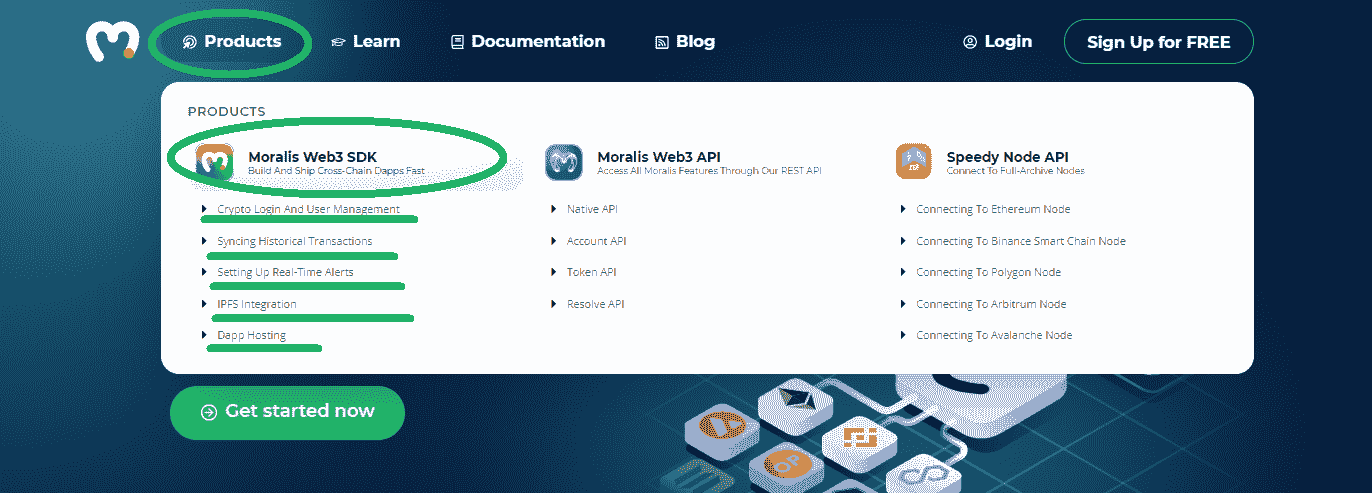 Products
Learn
Documentation
Blog
Login
Sign Up for FREE
PRODUCTS
Moralis Web3 SDK
Build And Ship Cross-Chain Dapps Fast
Crypto Login And User Management
Syncing Historical Transactions
Setting Up Real-Time Alerts
IPFS Integration
Dapp Hosting
Moralis Web3 API
Access All Moralis Features Through Our REST API
Native API
Account API
Token API
Resolve API
Speedy Node API
Connect To Full-Archive Nodes
Connecting To Ethereum Node
Connecting To Binance Smart Chain Node
Connecting To Polygon Node
Connecting To Arbitrum Node
Connecting To Avalanche Node
Get started now
OP